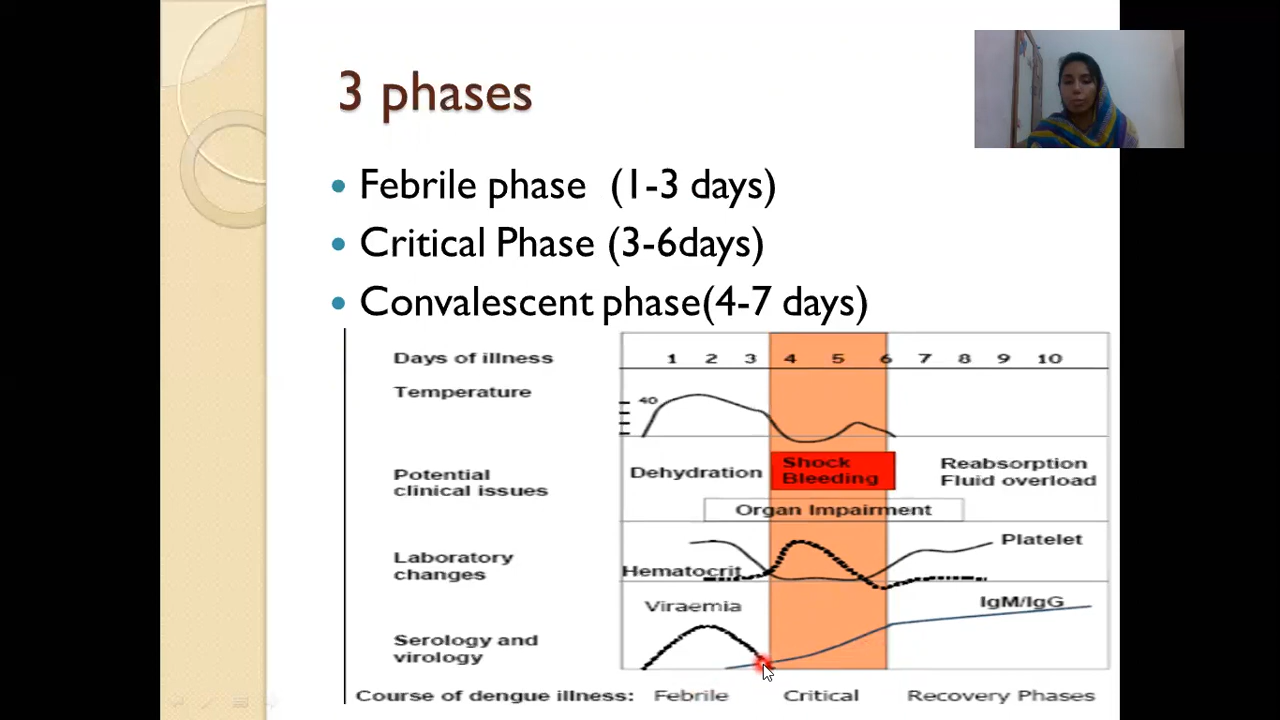 3 phases
Febrile phase (1-3 days)
Critical Phase (3-6days)
Convalescent phase(4-7 days)
Days of illness 1 2 3 4 5 6 7 8 9 10
Temperature 40
Potential clinical issues
Dehydration
Shock
Bleeding
Reabsorption
Fluid overload
Organ Impairment
Laboratory changes
Hematocrit
Platelet
Serology and virology
Viraemia
IgM/IgG
Course of dengue illness: Febrile Critical Recovery Phases